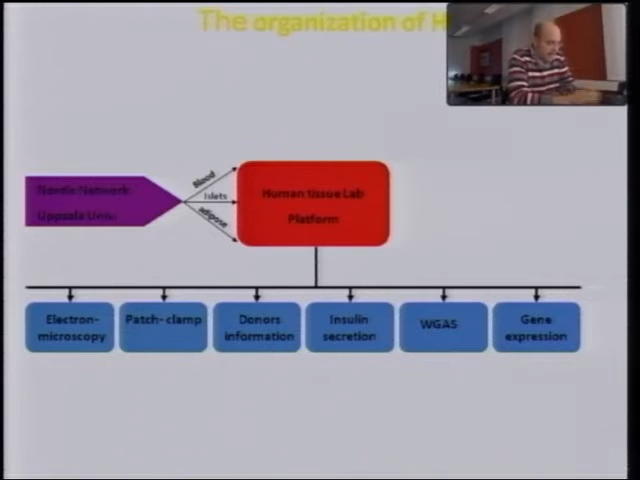 The organization of H
Blood
Nordic Network
Uppsala Univ.
Islets
adipose
Human tissue Lab
Platform
Electron-
microscopy
Patch- clamp
Donors
information
Insulin
secretion
WGAS
Gene
expression